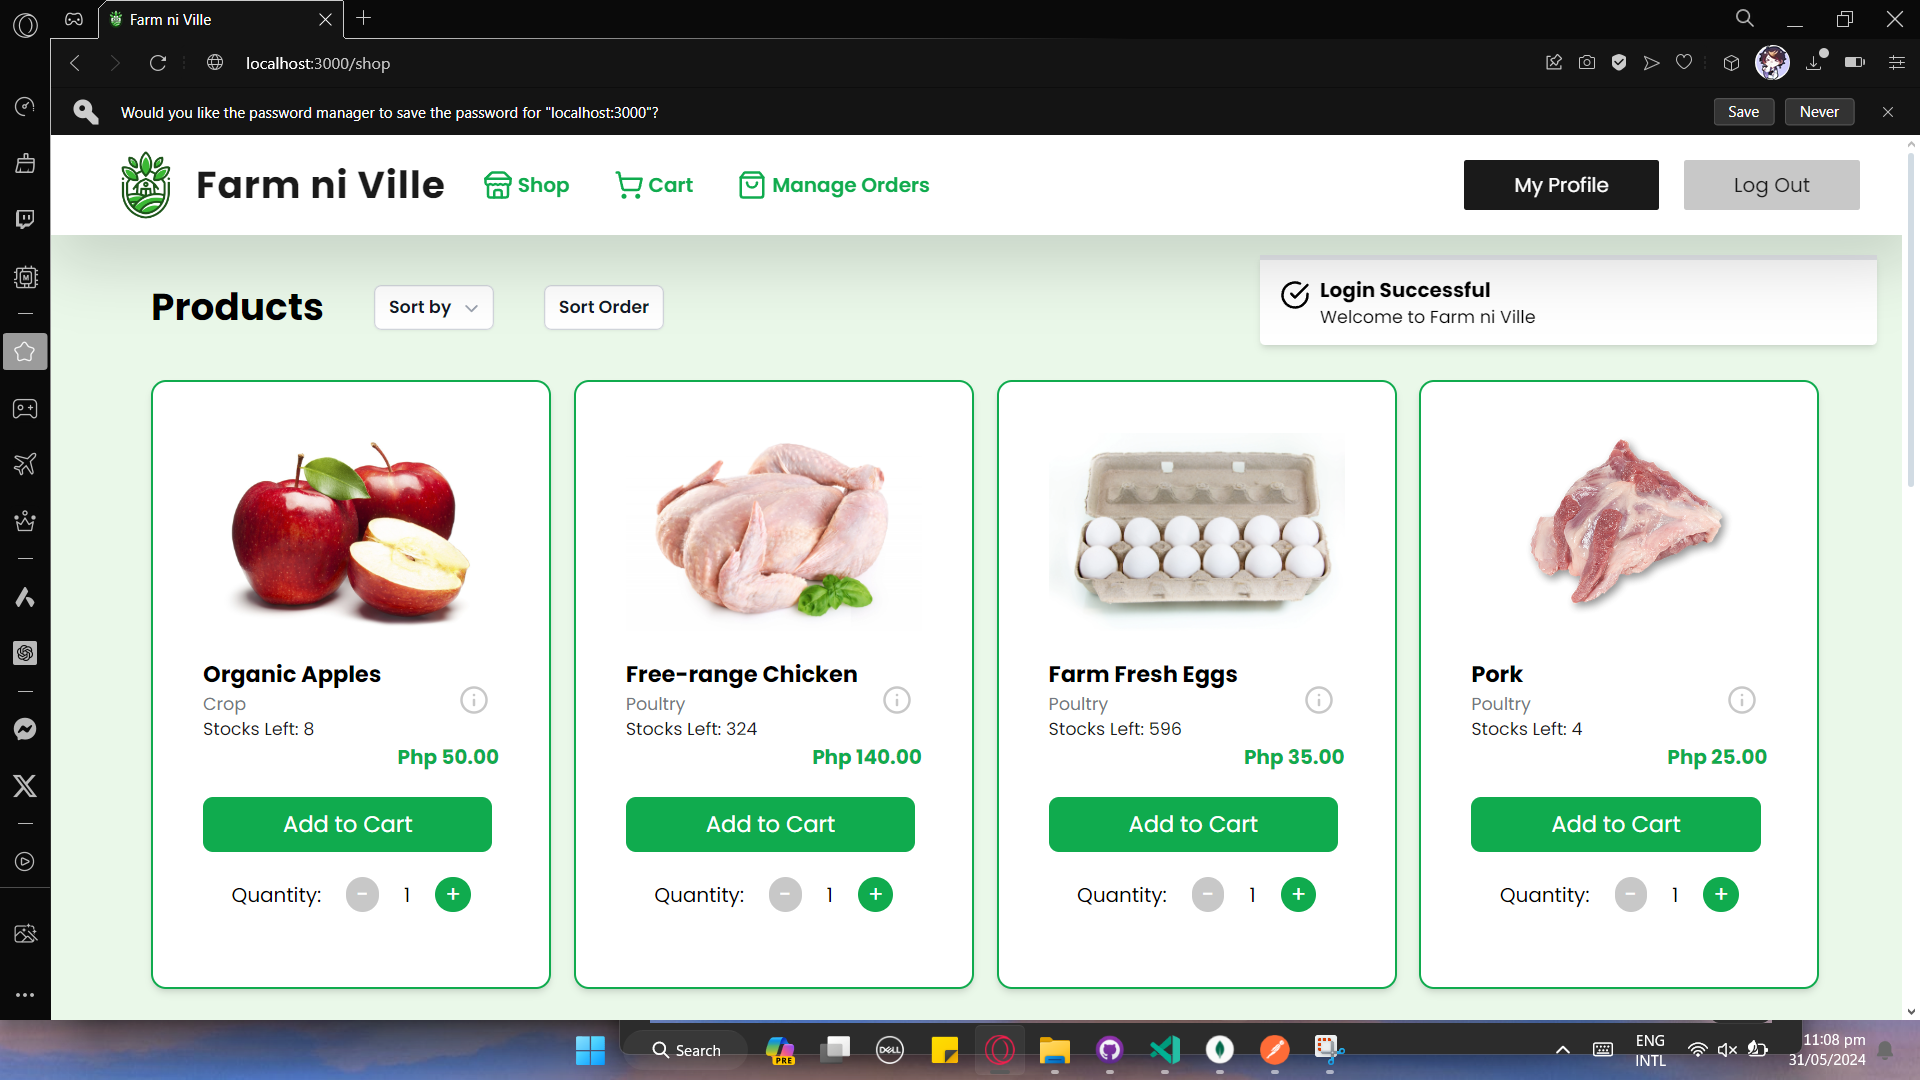 Farm ni Ville
localhost:3000/shop
Would you like the password manager to save the password for "localhost:3000"?
Save
Never
Farm ni Ville
Shop
Cart
Manage Orders
My Profile
Log Out
Products
Sort by
Sort Order
Login Successful
Welcome to Farm ni Ville
Organic Apples
Crop
Stocks Left: 8
Php 50.00
Add to Cart
Quantity: - 1 +
Free-range Chicken
Poultry
Stocks Left: 324
Php 140.00
Add to Cart
Quantity: - 1 +
Farm Fresh Eggs
Poultry
Stocks Left: 596
Php 35.00
Add to Cart
Quantity: - 1 +
Pork
Poultry
Stocks Left: 4
Php 25.00
Add to Cart
Quantity: - 1 +
Search
PRE
DELL
ENG
INTL
11:08 pm
31/05/2024